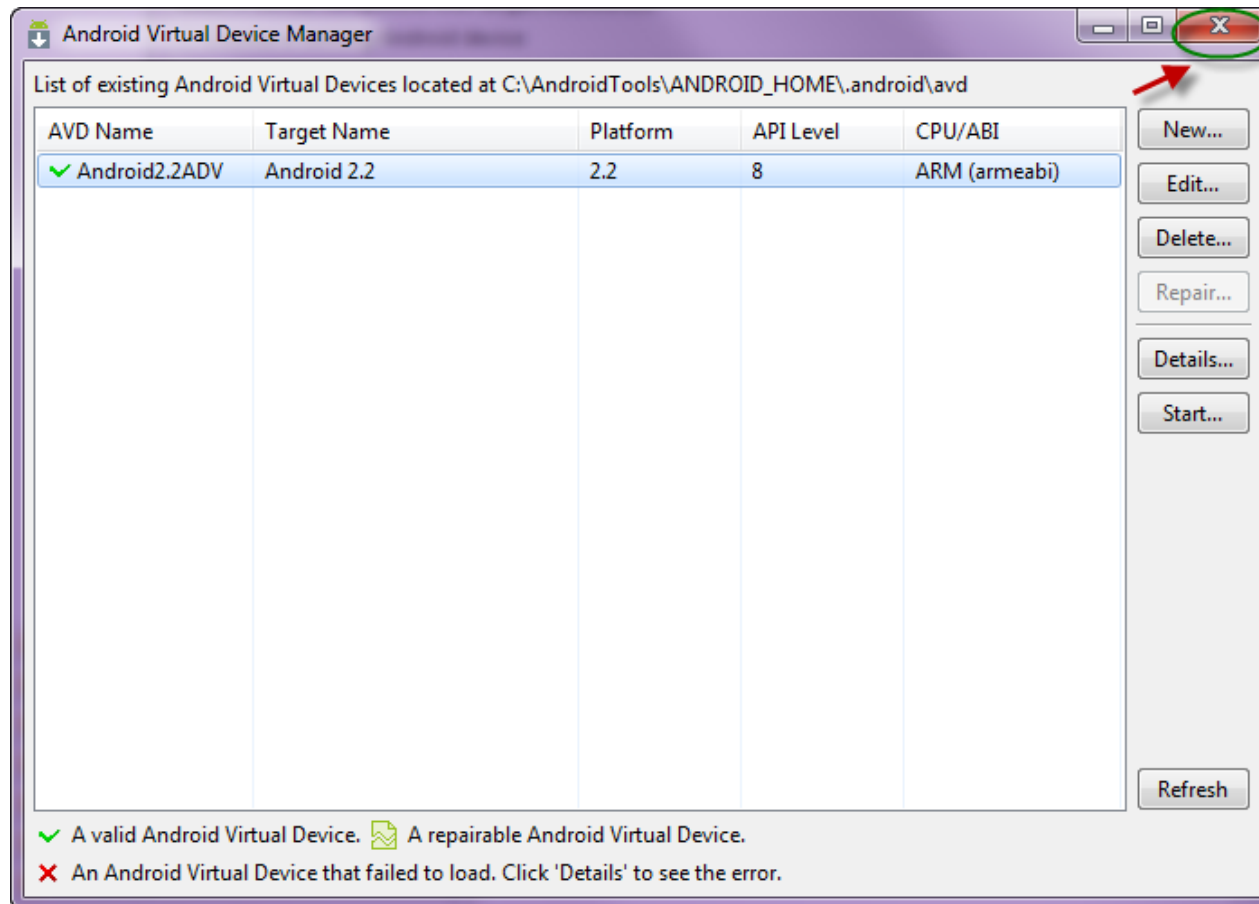 Android Virtual Device Manager
List of existing Android Virtual Devices located at C:\AndroidTools\ANDROID_HOME\.android\avd
AVD Name Target Name Platform API Level CPU/ABI
Android2.2ADV Android 2.2 2.2 8 ARM (armeabi)
New...
Edit...
Delete...
Repair...
Details...
Start...
Refresh
A valid Android Virtual Device. A repairable Android Virtual Device.
An Android Virtual Device that failed to load. Click 'Details' to see the error.